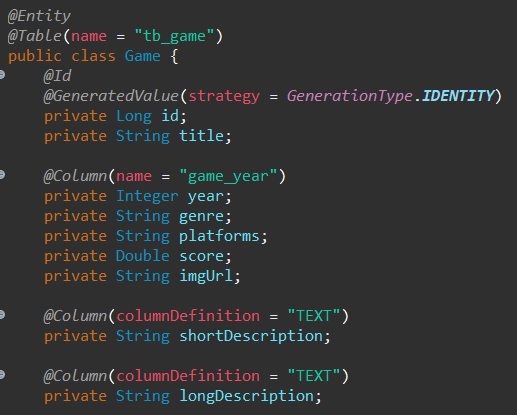 @Entity
@Table(name = "tb_game")
public class Game {
@Id
@GeneratedValue(strategy = GenerationType.IDENTITY)
private Long id;
private String title;
@Column(name = "game_year")
private Integer year;
private String genre;
private String platforms;
private Double score;
private String imgUrl;
@Column(columnDefinition = "TEXT")
private String shortDescription;
@Column(columnDefinition = "TEXT")
private String longDescription;